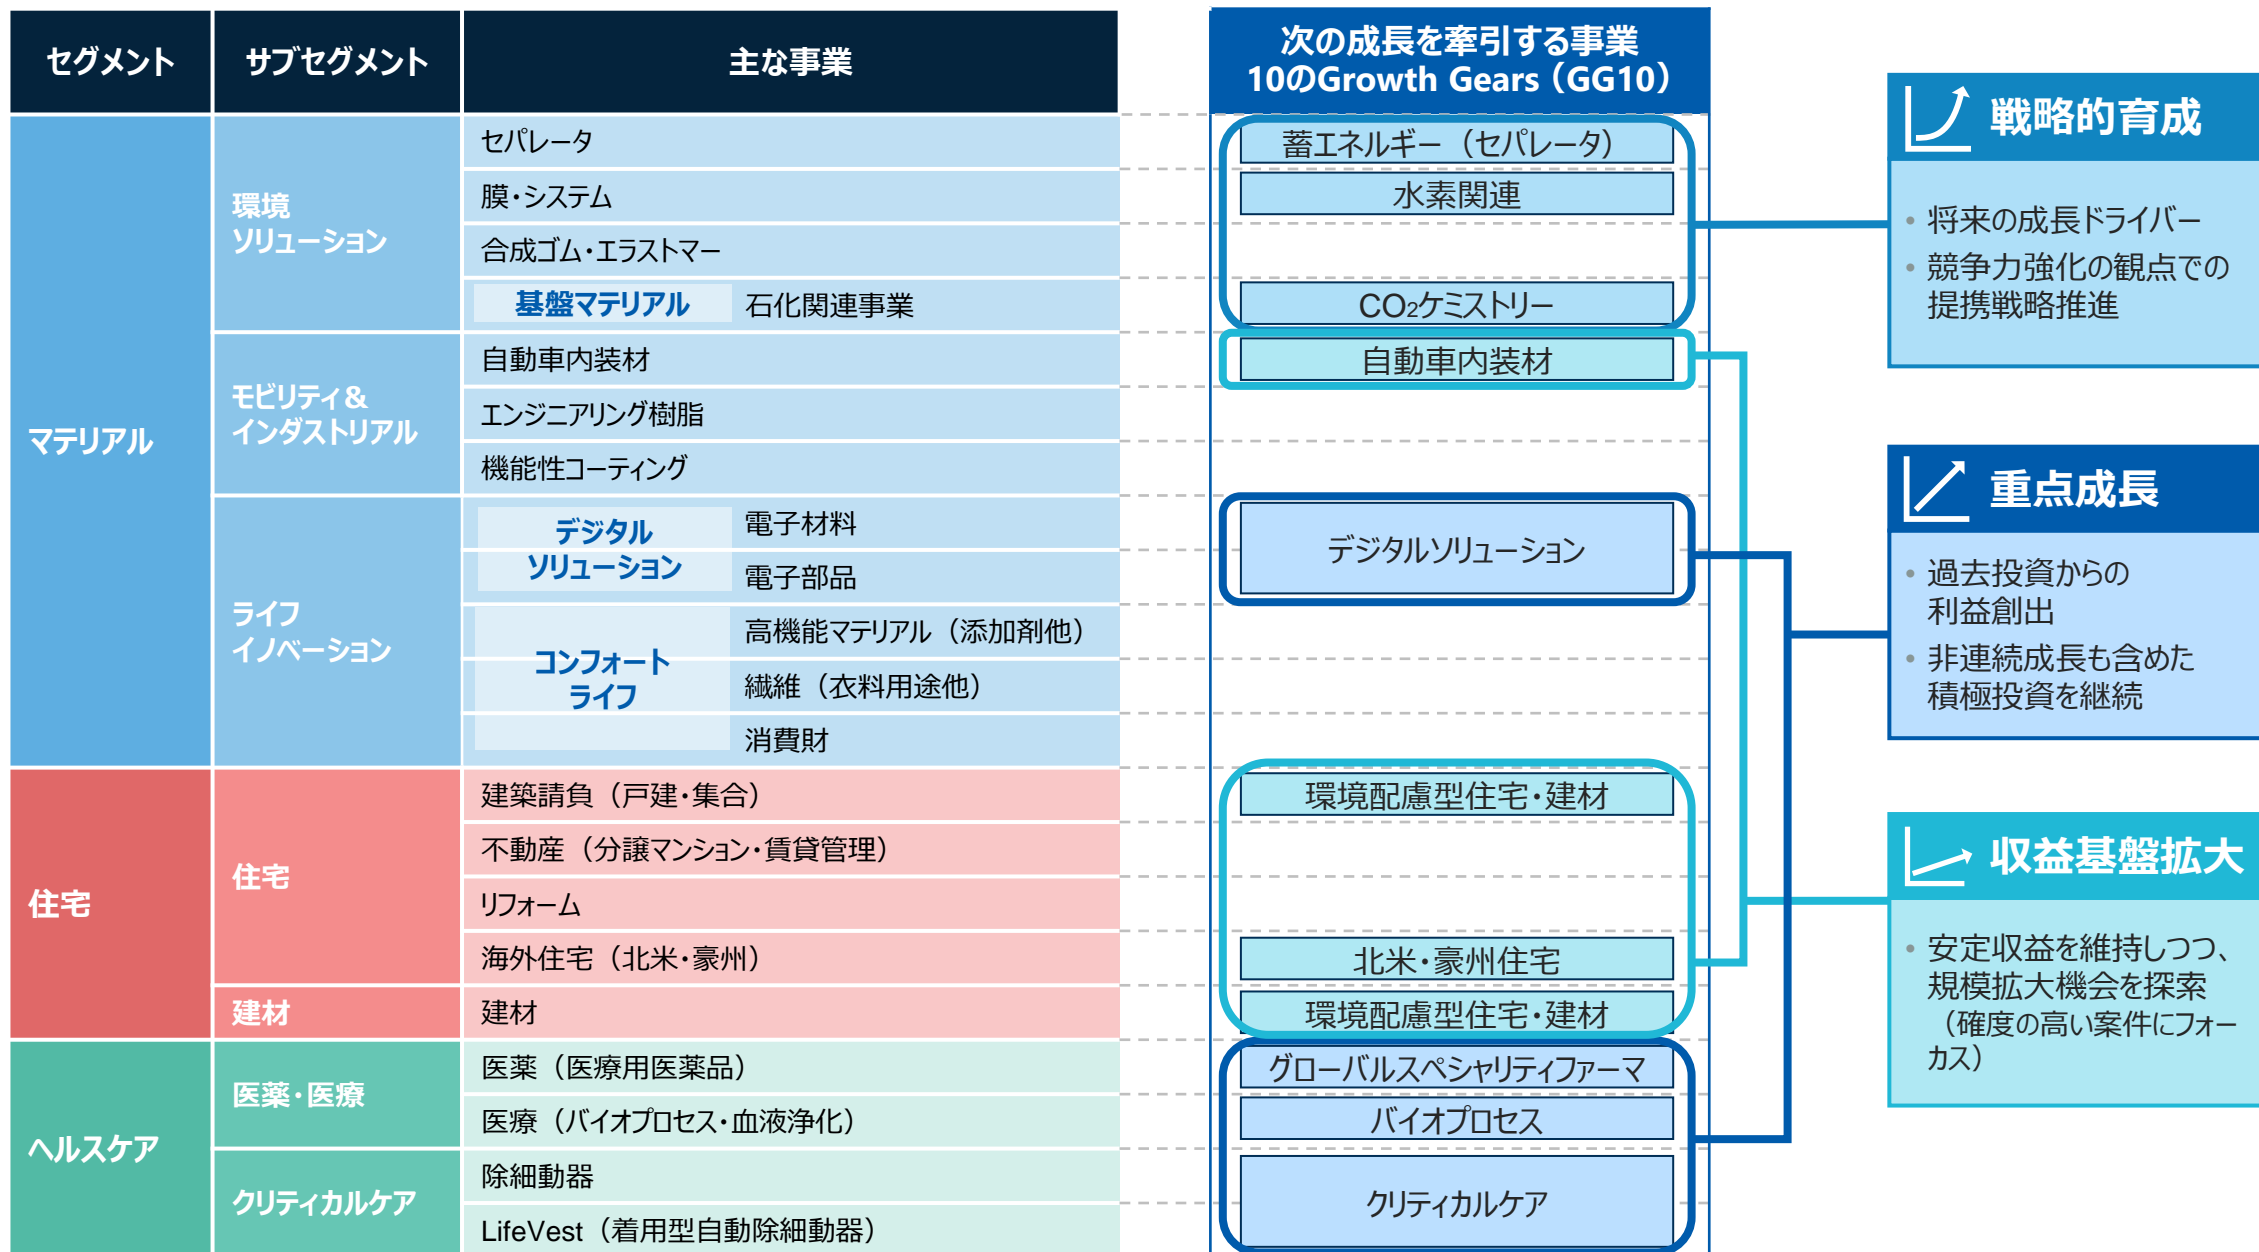 セグメント
サブセグメント
主な事業
次の成長を牽引する事業
10のGrowth Gears（GG10）
マテリアル
環境
ソリューション
セパレータ
膜・システム
合成ゴム・エラストマー
基盤マテリアル
石化関連事業
モビリティ＆
インダストリアル
自動車内装材
エンジニアリング樹脂
機能性コーティング
ライフ
イノベーション
デジタル
ソリューション
電子材料
電子部品
コンフォート
ライフ
高機能マテリアル（添加剤他）
繊維（衣料用途他）
消費財
住宅
住宅
建築請負（戸建・集合）
不動産（分譲マンション・賃貸管理）
リフォーム
海外住宅（北米・豪州）
建材
建材
ヘルスケア
医薬・医療
医薬（医療用医薬品）
医療（バイオプロセス・血液浄化）
クリティカルケア
除細動器
LifeVest（着用型自動除細動器）
蓄エネルギー（セパレータ）
水素関連
CO₂ケミストリー
自動車内装材
デジタルソリューション
環境配慮型住宅・建材
北米・豪州住宅
環境配慮型住宅・建材
グローバルスペシャリティファーマ
バイオプロセス
クリティカルケア
戦略的育成
• 将来の成長ドライバー
• 競争力強化の観点での
提携戦略推進
重点成長
• 過去投資からの
利益創出
• 非連続成長も含めた
積極投資を継続
収益基盤拡大
• 安定収益を維持しつつ、
規模拡大機会を探索
（確度の高い案件にフォー
カス）